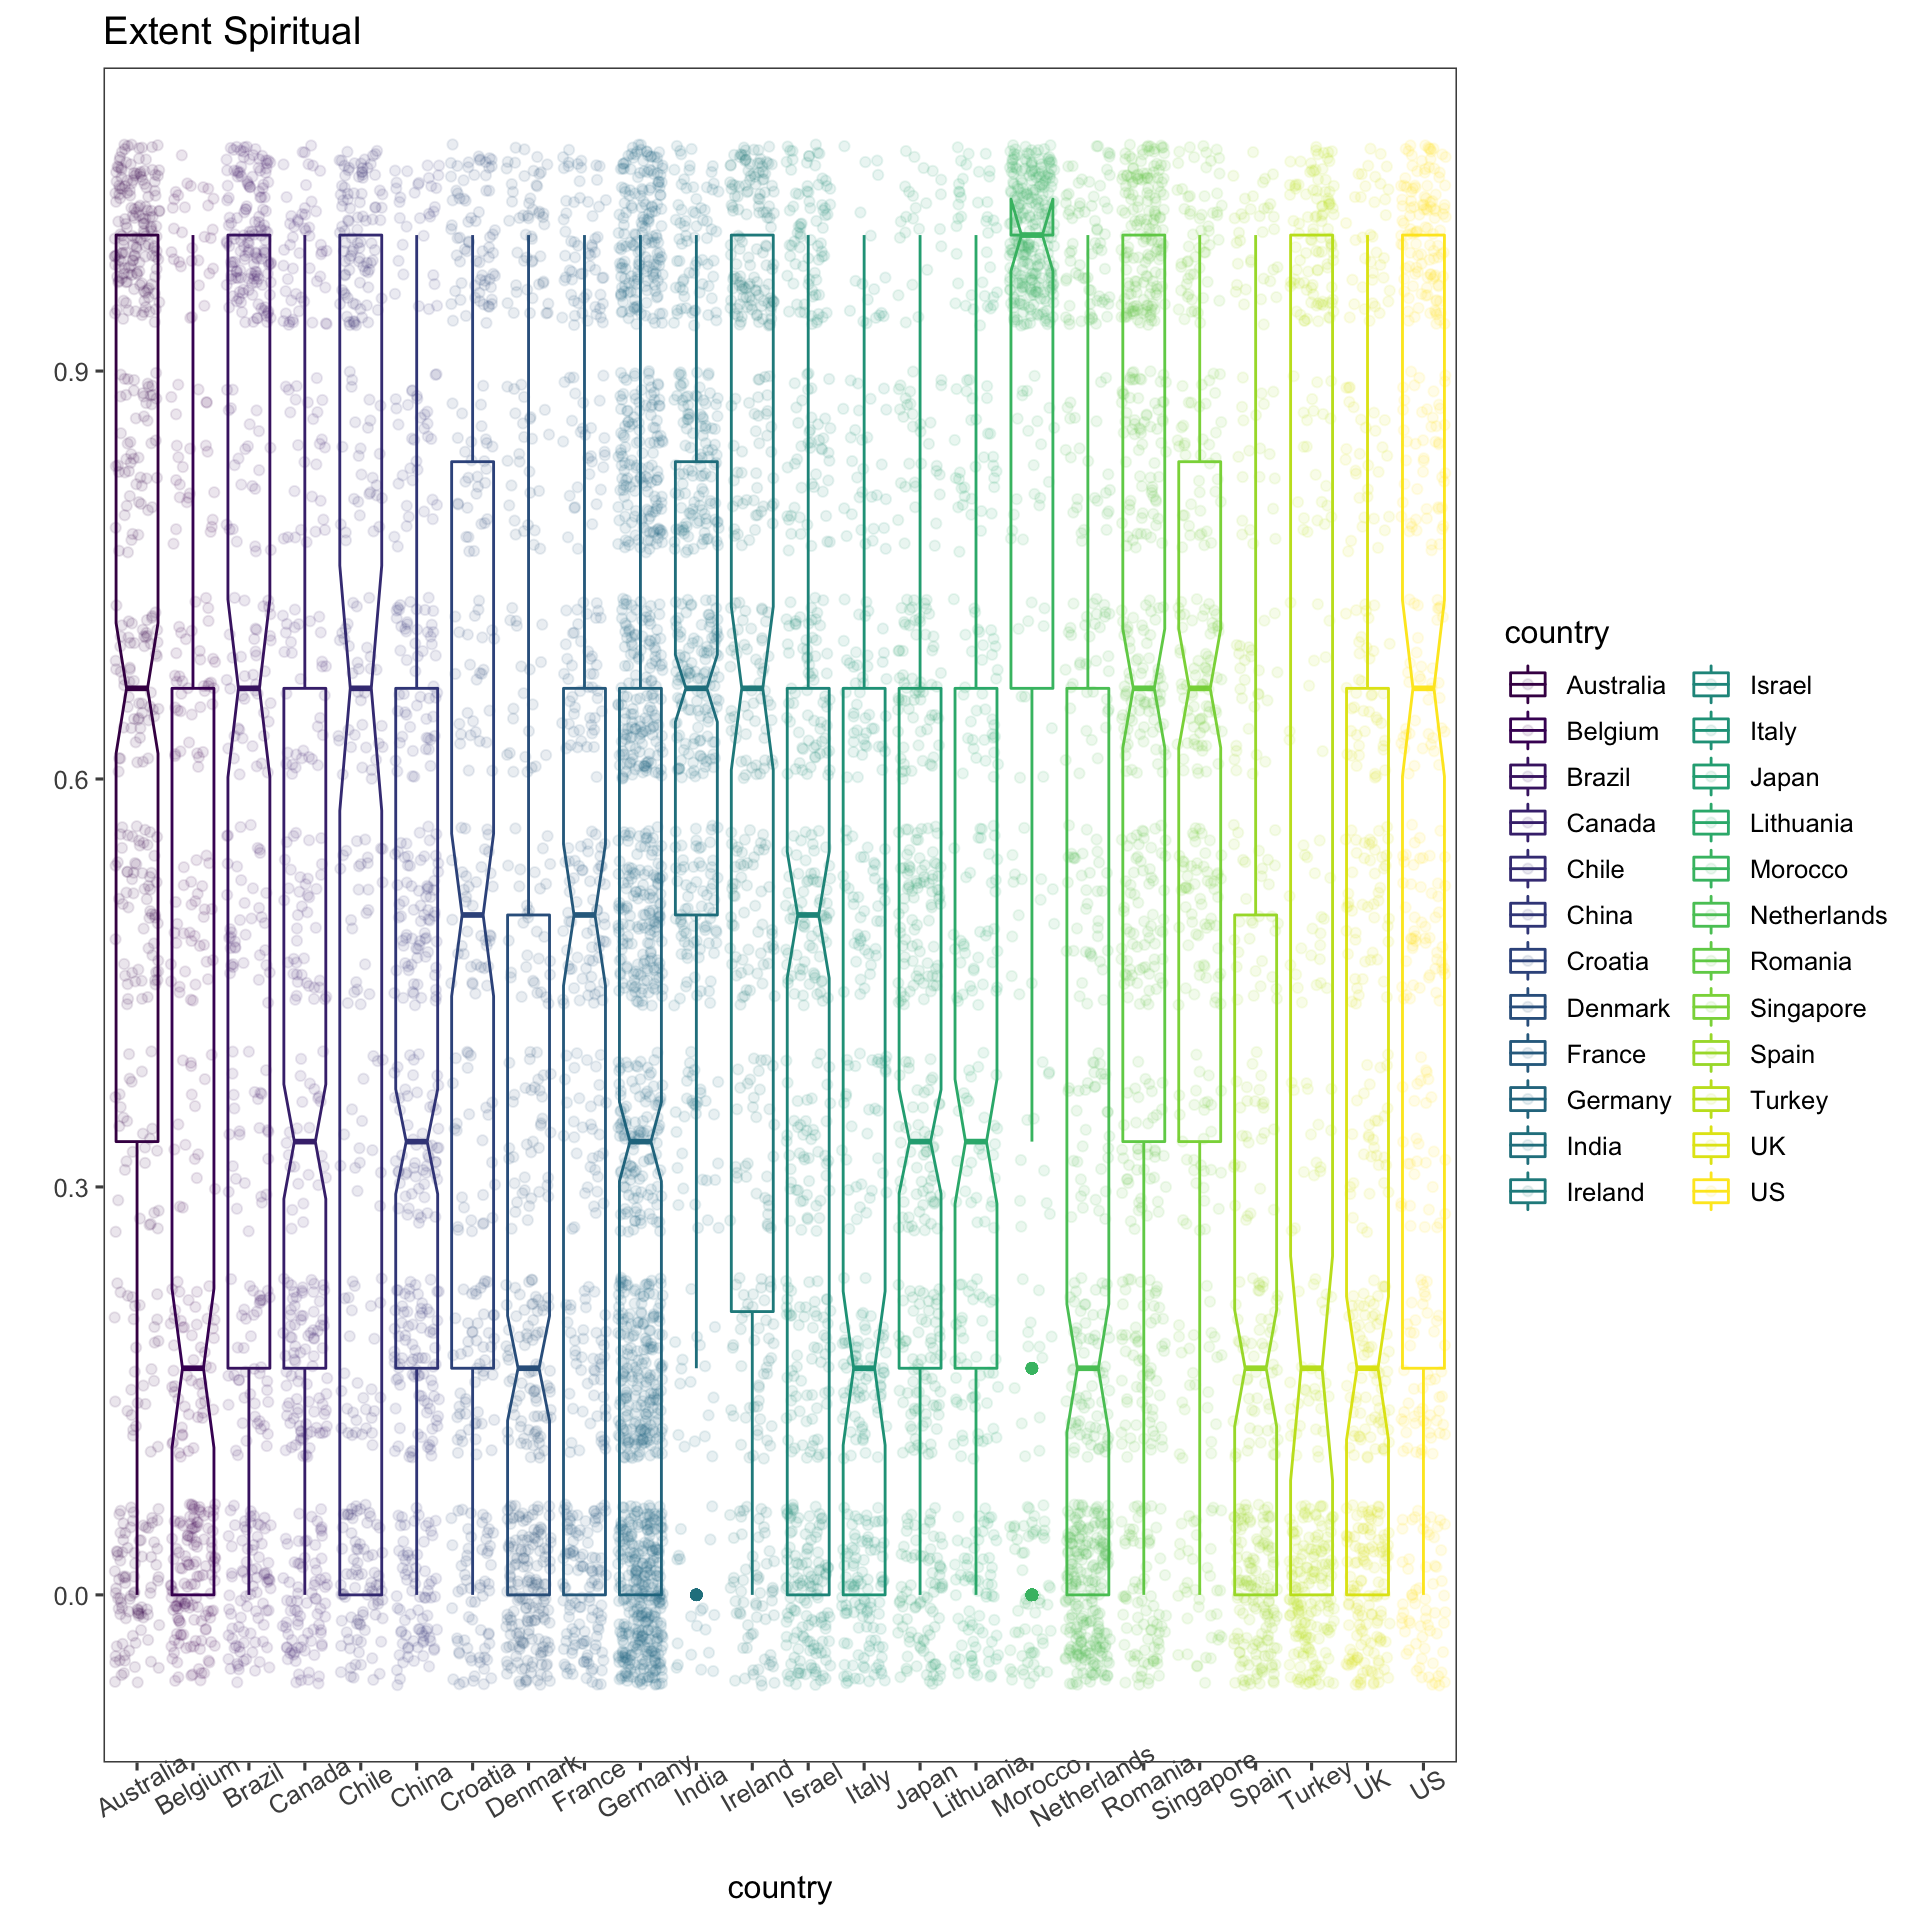 Extent Spiritual
0.9
0.6
0.3
0.0
Australia
Belgium
Brazil
Canada
Chile
China
Croatia
Denmark
France
Germany
India
Ireland
Israel
Italy
Japan
Lithuania
Morocco
Netherlands
Romania
Singapore
Spain
Turkey
UK
US
country
country
Australia
Belgium
Brazil
Canada
Chile
China
Croatia
Denmark
France
Germany
India
Ireland
Israel
Italy
Japan
Lithuania
Morocco
Netherlands
Romania
Singapore
Spain
Turkey
UK
US